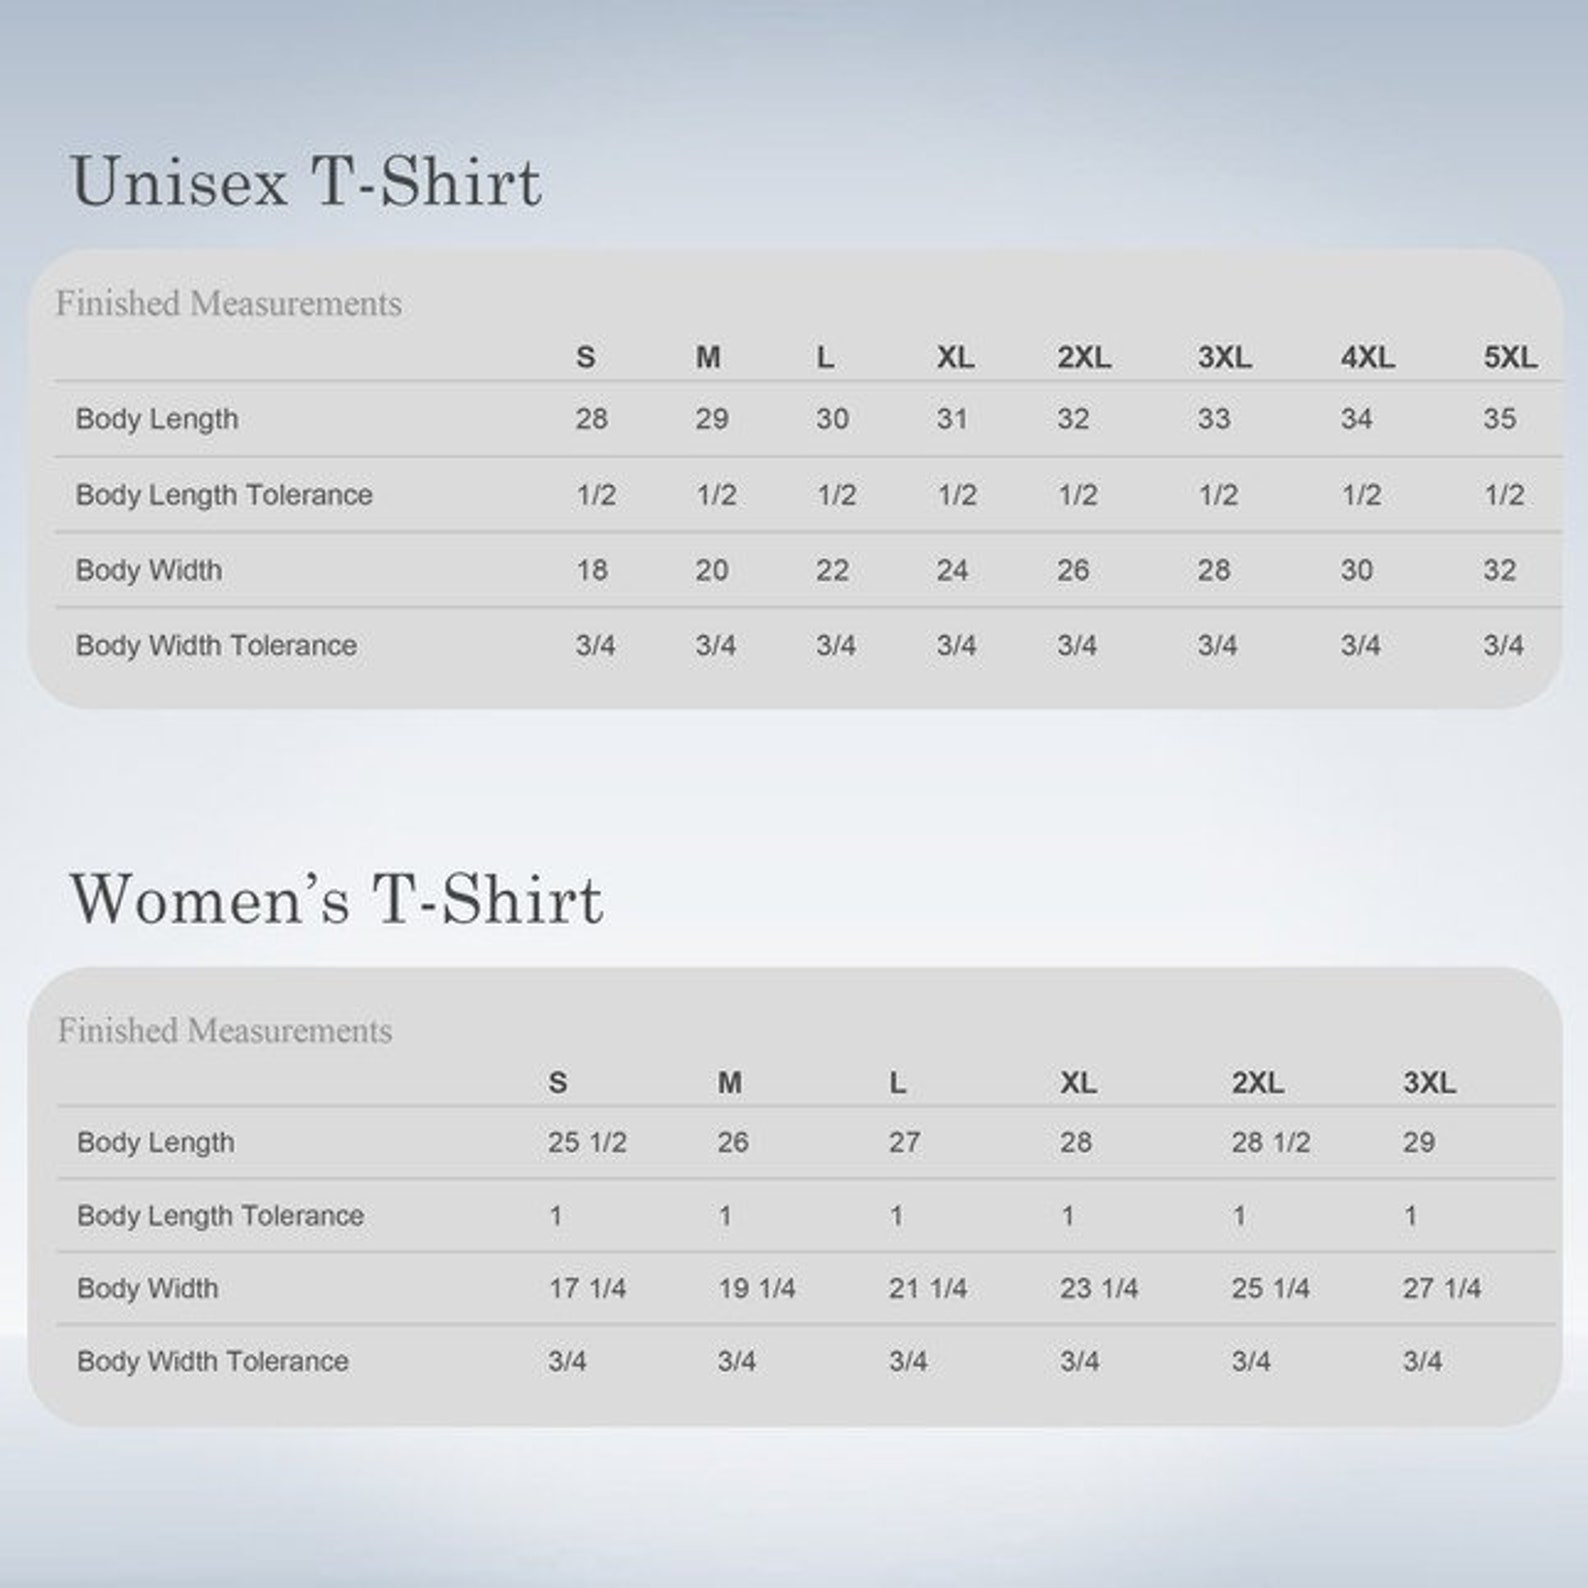 Unisex T-Shirt
Finished Measurements
S M L XL 2XL 3XL 4XL 5XL
Body Length 28 29 30 31 32 33 34 35
Body Length Tolerance 1/2 1/2 1/2 1/2 1/2 1/2 1/2 1/2
Body Width 18 20 22 24 26 28 30 32
Body Width Tolerance 3/4 3/4 3/4 3/4 3/4 3/4 3/4 3/4
Women’s T-Shirt
Finished Measurements
S M L XL 2XL 3XL
Body Length 25 1/2 26 27 28 28 1/2 29
Body Length Tolerance 1 1 1 1 1 1
Body Width 17 1/4 19 1/4 21 1/4 23 1/4 25 1/4 27 1/4
Body Width Tolerance 3/4 3/4 3/4 3/4 3/4 3/4